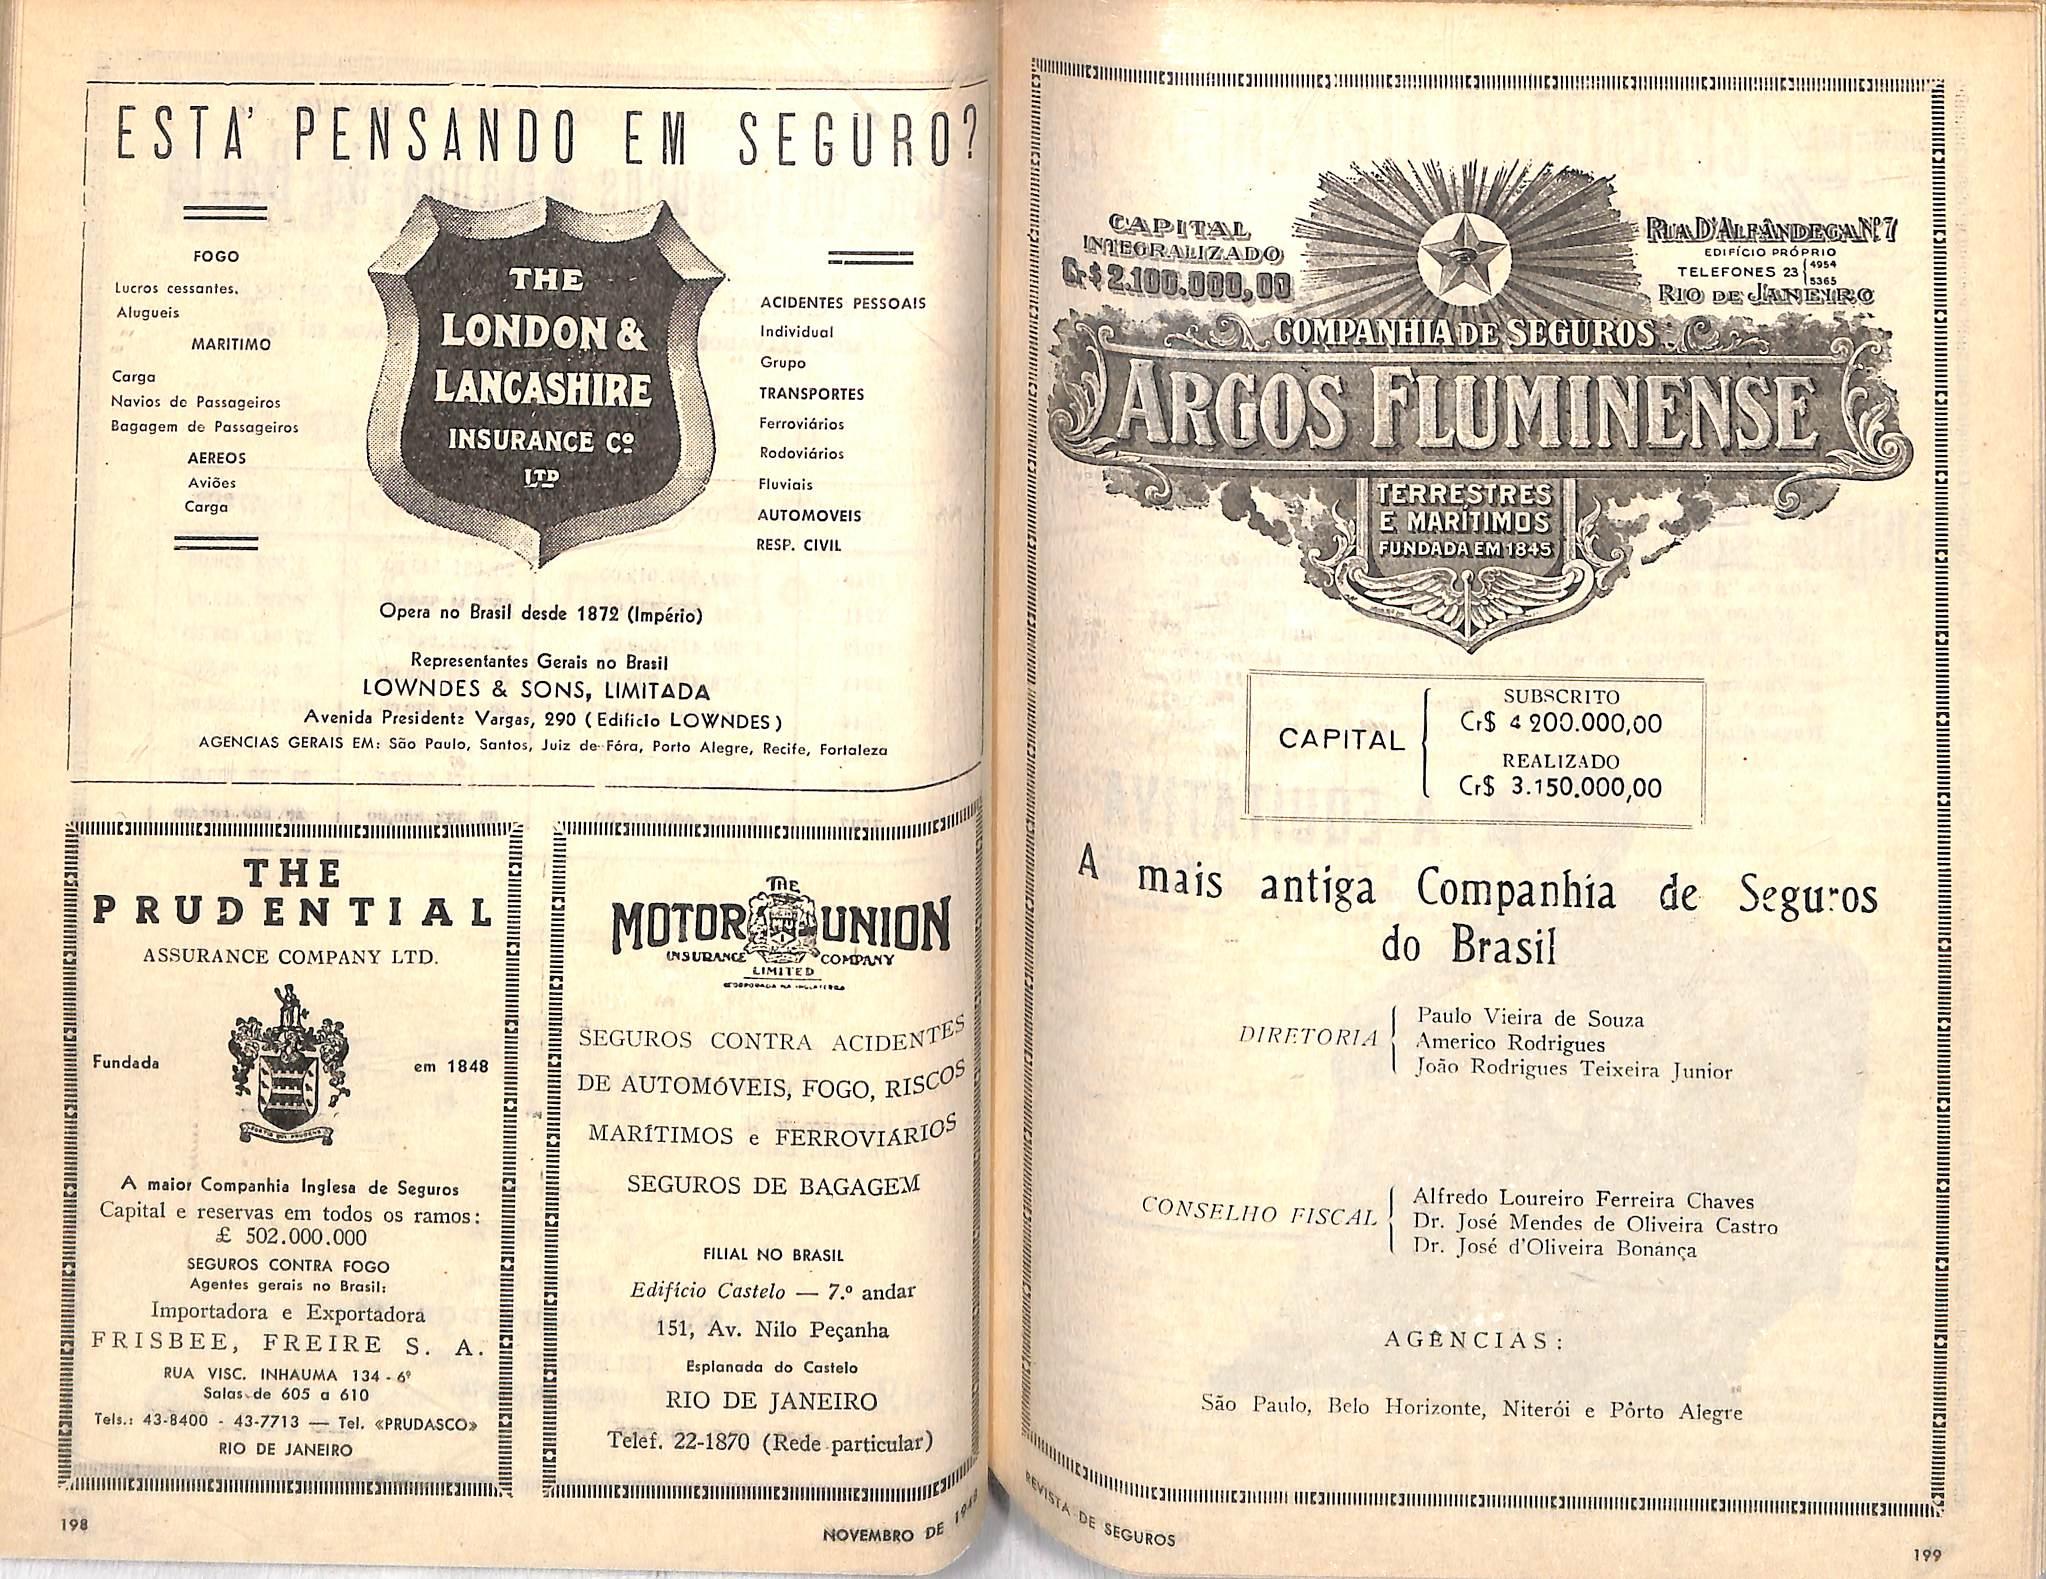 ESTA' PENSANDO EM SEGURO?
FOGO
Lucros cessantes.
Alugueis
MARITIMO
Carga
Navios de Passageiros
Bagagem de Passageiros
AEREOS
Aviões
Carga
THE
LONDON &
LANCASHIRE
INSURANCE Cº
LTD
ACIDENTES PESSOAIS
Individual
Grupo
TRANSPORTES
Ferroviários
Rodoviários
Fluviais
AUTOMOVEIS
RESP. CIVIL
Opera no Brasil desde 1872 (Império)
Representantes Gerais no Brasil
LOWNDES & SONS, LIMITADA
Avenida Presidente Vargas, 290 (Edificio LOWNDES)
AGENCIAS GERAIS EM: São Paulo, Santos, Juiz de Fóra, Porto Alegre, Recife, Fortaleza
THE
PRUDENTIAL
ASSURANCE COMPANY LTD.
Fundada em 1848
A maior Companhia Inglesa de Seguros
Capital e reservas em todos os ramos:
£ 502.000.000
SEGUROS CONTRA FOGO
Agentes gerais no Brasil:
Importadora e Exportadora
FRISBEE, FREIRE S. A.
RUA VISC. INHAUMA 134 - 6º
Salas de 605 a 610
Tels.: 43-8400 - 43-7713 — Tel. «PRUDASCO»
RIO DE JANEIRO
THE
MOTOR UNION
INSURANCE COMPANY
LIMITED
SEGUROS CONTRA ACIDENTES
DE AUTOMÓVEIS, FOGO, RISCOS
MARÍTIMOS e FERROVIÁRIOS
SEGUROS DE BAGAGEM
FILIAL NO BRASIL
Edifício Castelo — 7.º andar
151, Av. Nilo Peçanha
Esplanada do Castelo
RIO DE JANEIRO
Telef. 22-1870 (Rede particular)
198
NOVEMBRO DE 1948
CAPITAL
INTEGRALIZADO
Cr$ 2.100.000,00
RUA D'ALFÂNDEGA Nº 7
EDIFÍCIO PRÓPRIO
TELEFONES 23 { 4954
5365
RIO DE JANEIRO
COMPANHIA DE SEGUROS
ARGOS FLUMINENSE
TERRESTRES
E MARÍTIMOS
FUNDADA EM 1845
CAPITAL
SUBSCRITO
Cr$ 4 200.000,00
REALIZADO
Cr$ 3.150.000,00
A mais antiga Companhia de Seguros
do Brasil
DIRETORIA
Paulo Vieira de Souza
Americo Rodrigues
João Rodrigues Teixeira Junior
CONSELHO FISCAL
Alfredo Loureiro Ferreira Chaves
Dr. José Mendes de Oliveira Castro
Dr. José d'Oliveira Bonança
AGÊNCIAS:
São Paulo, Belo Horizonte, Niterói e Pôrto Alegre
REVISTA DE SEGUROS
199